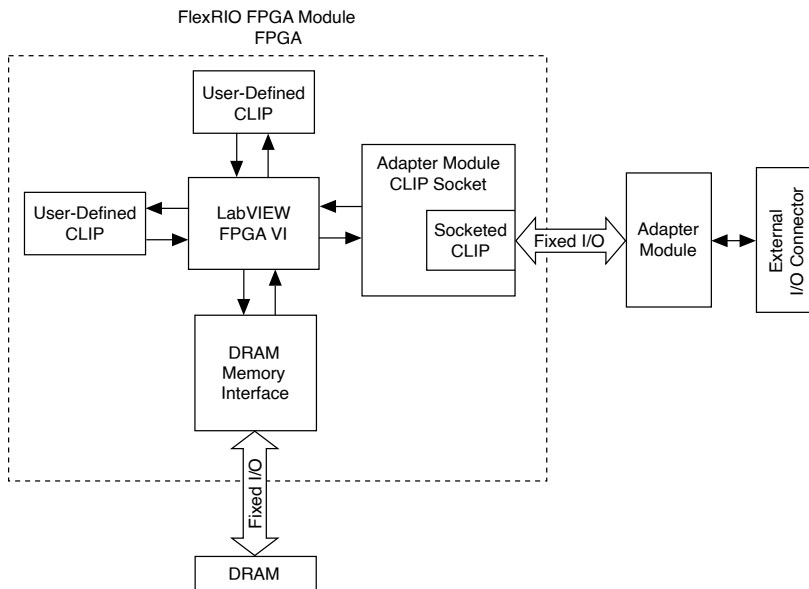 FlexRIO FPGA Module
FPGA
User-Defined
CLIP
User-Defined
CLIP
LabVIEW
FPGA VI
Adapter Module
CLIP Socket
Socketed
CLIP
Fixed I/O
Adapter
Module
External
I/O Connector
DRAM
Memory
Interface
Fixed I/O
DRAM